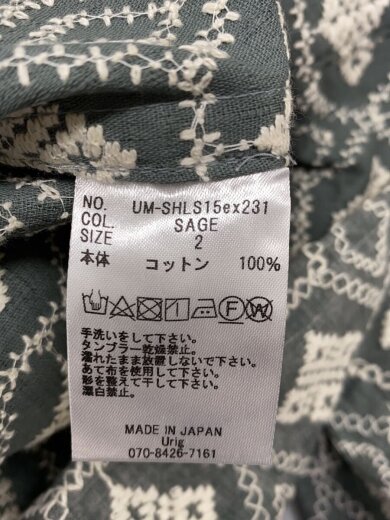 NO. UM-SHLS15ex231
COL. SAGE
SIZE 2
本体 コットン 100%
F W
手洗いをして下さい。
タンブラー乾燥禁止。
濡れたまま放置しないで下さい。
あて布を使用して下さい。
形を整えて干して下さい。
漂白禁止。
MADE IN JAPAN
Urig
070-8426-7161